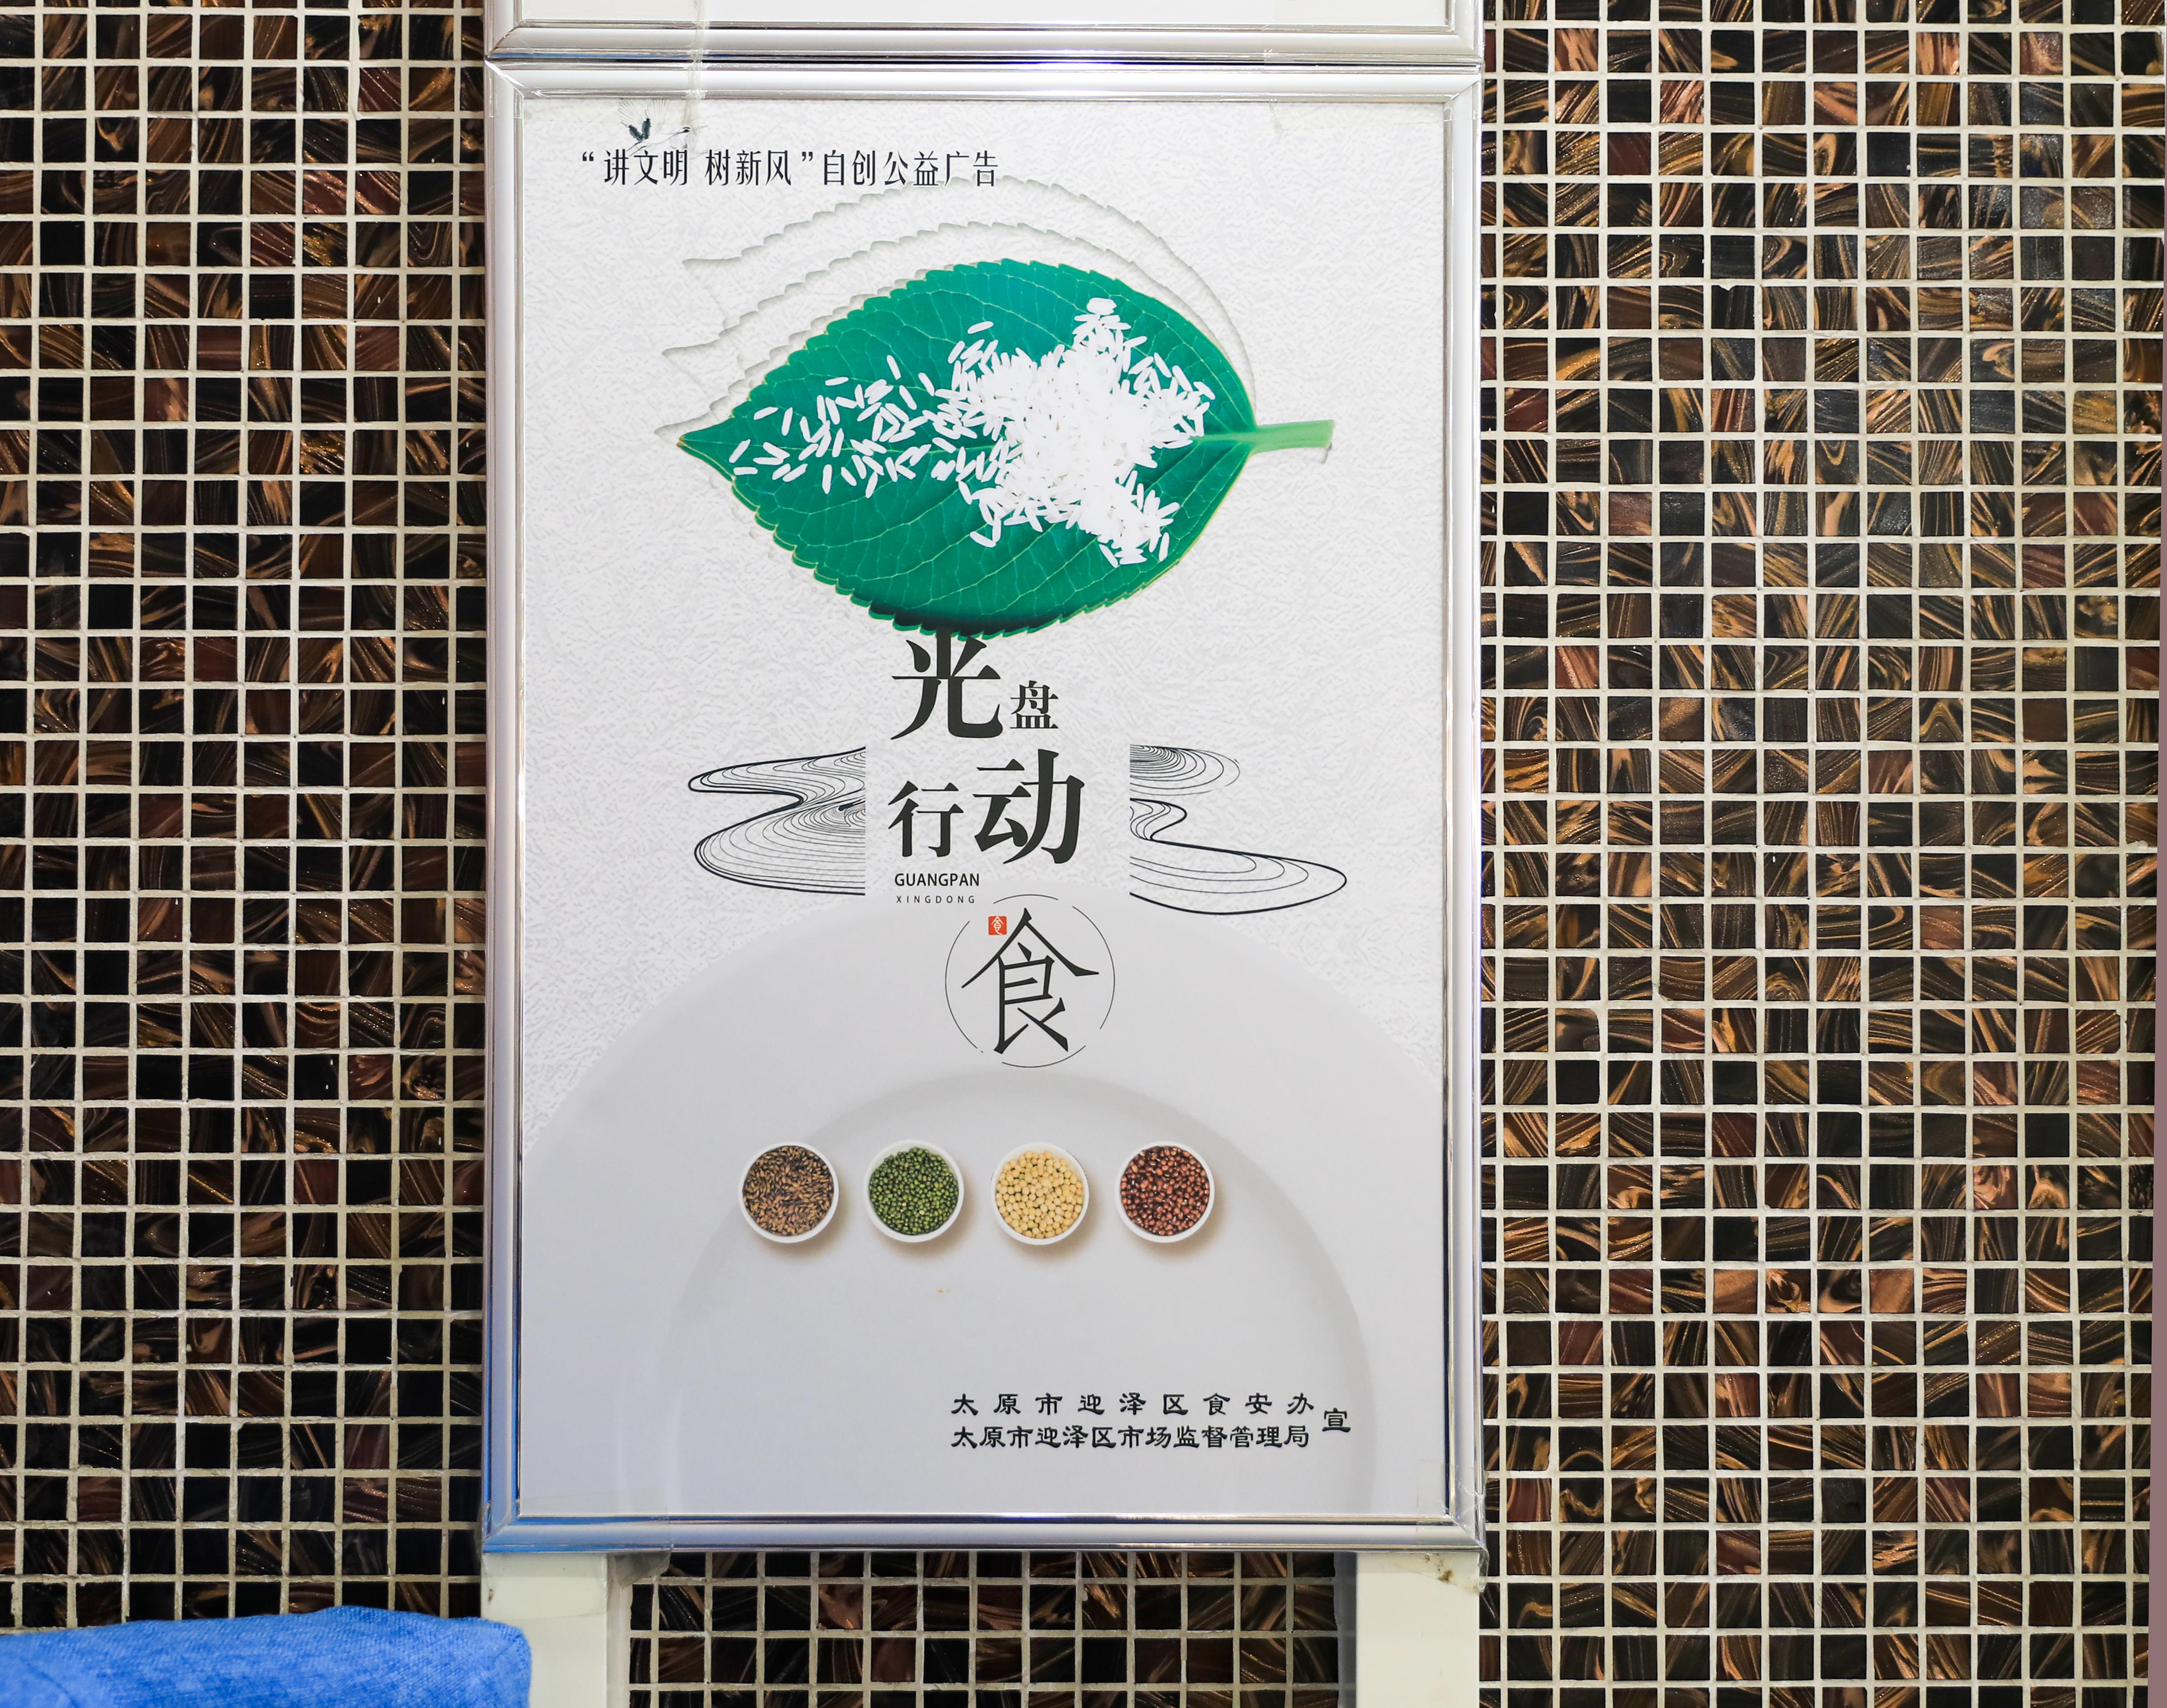 “讲文明 树新风”自创公益广告
光盘
行动
GUANGPAN
XINGDONG
食
食
太原市迎泽区食安办
太原市迎泽区市场监督管理局
宣